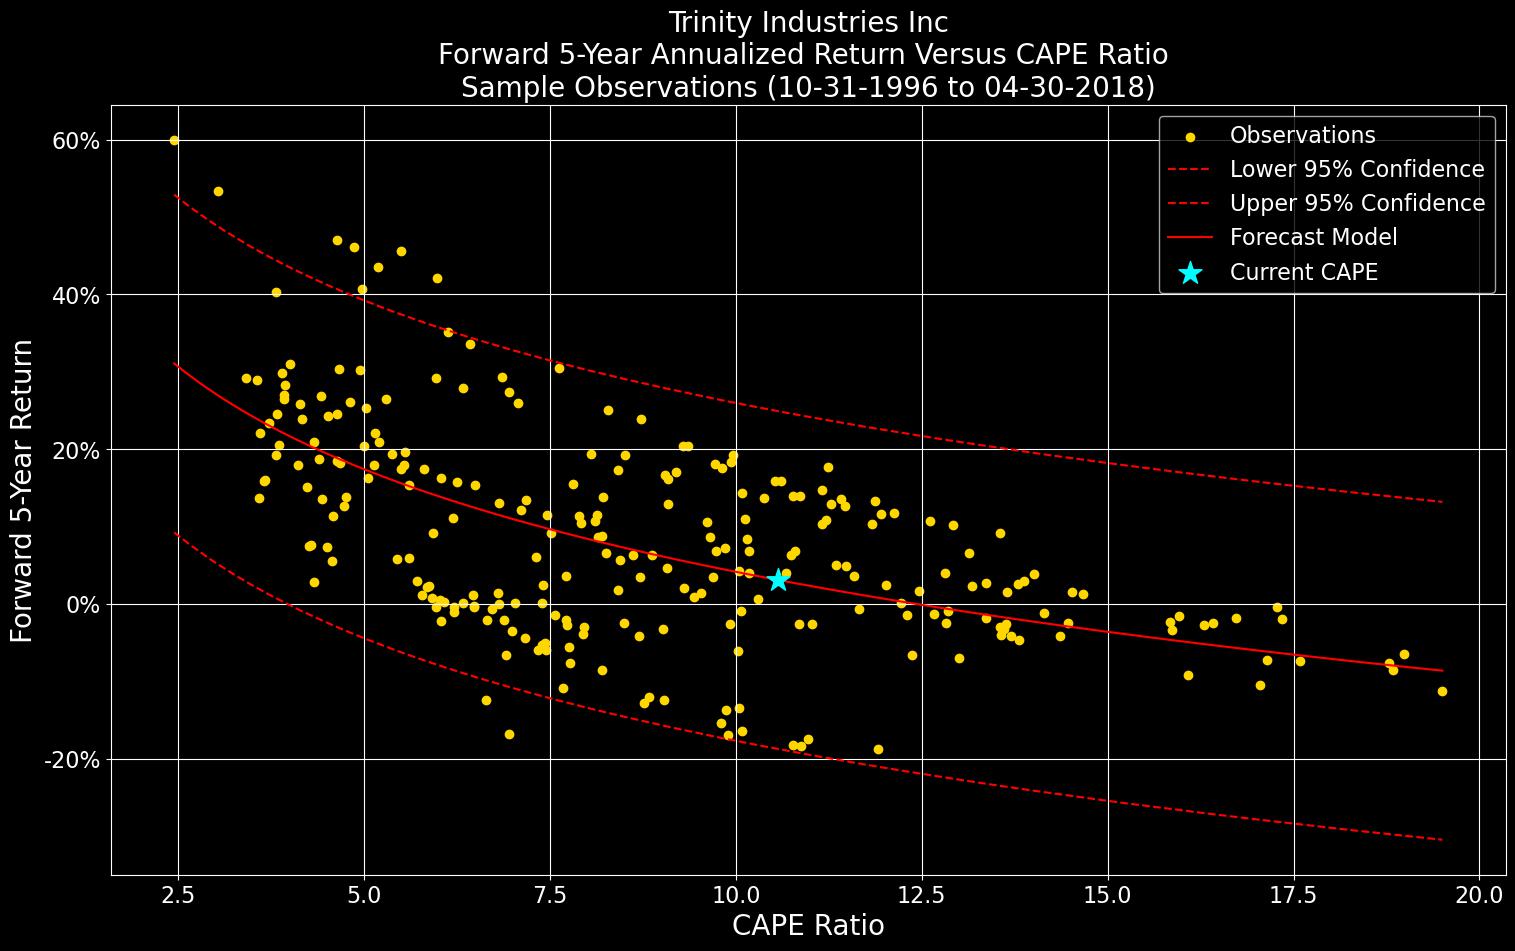 Trinity Industries Inc
Forward 5-Year Annualized Return Versus CAPE Ratio
Sample Observations (10-31-1996 to 04-30-2018)
Observations
Lower 95% Confidence
Upper 95% Confidence
Forecast Model
Current CAPE
Forward 5-Year Return
60%
40%
20%
0%
-20%
2.5 5.0 7.5 10.0 12.5 15.0 17.5 20.0
CAPE Ratio